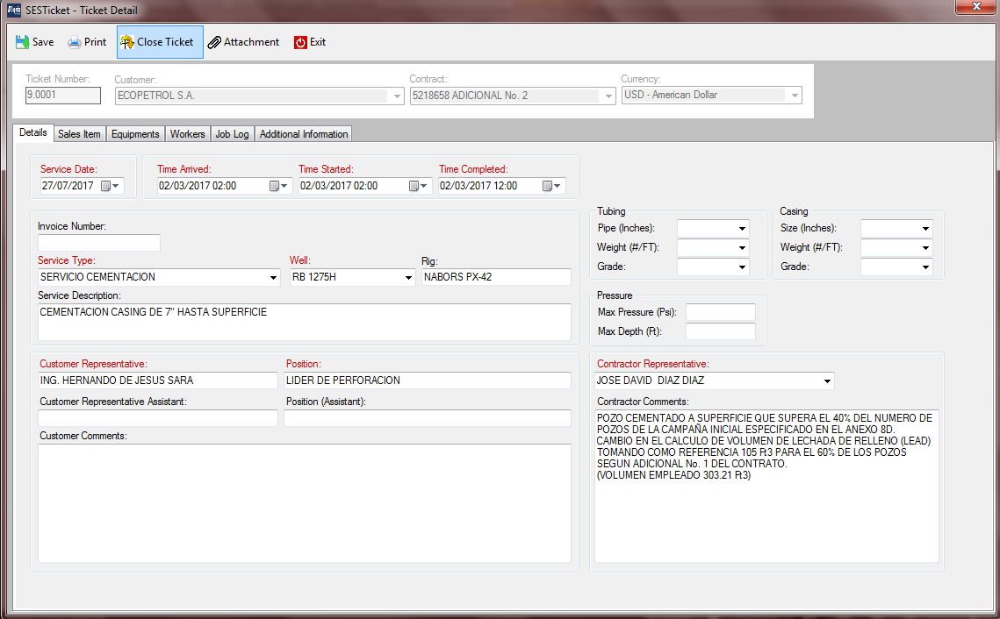 SESTicket - Ticket Detail
Save Print Close Ticket Attachment Exit
Ticket Number: Customer: Contract: Currency:
9.0001 ECOPETROL S.A. 5218658 ADICIONAL No. 2 USD - American Dollar
Details Sales Item Equipments Workers Job Log Additional Information
Service Date: Time Arrived: Time Started: Time Completed:
27/07/2017 02/03/2017 02:00 02/03/2017 02:00 02/03/2017 12:00
Invoice Number:
Service Type: Well: Rig:
SERVICIO CEMENTACION RB 1275H NABORS PX-42
Service Description:
CEMENTACION CASING DE 7" HASTA SUPERFICIE
Tubing
Pipe (Inches):
Weight (#/FT):
Grade:
Casing
Size (Inches):
Weight (#/FT):
Grade:
Pressure
Max Pressure (Psi):
Max Depth (Ft):
Customer Representative: Position:
ING. HERNANDO DE JESUS SARA LIDER DE PERFORACION
Customer Representative Assistant: Position (Assistant):
Customer Comments:
Contractor Representative:
JOSE DAVID DIAZ DIAZ
Contractor Comments:
POZO CEMENTADO A SUPERFICIE QUE SUPERA EL 40% DEL NUMERO DE
POZOS DE LA CAMPAÑA INICIAL ESPECIFICADO EN EL ANEXO 8D.
CAMBIO EN EL CALCULO DE VOLUMEN DE LECHADA DE RELLENO (LEAD)
TOMANDO COMO REFERENCIA 105 Ft3 PARA EL 60% DE LOS POZOS
SEGUN ADICIONAL No. 1 DEL CONTRATO.
(VOLUMEN EMPLEADO 303.21 Ft3)